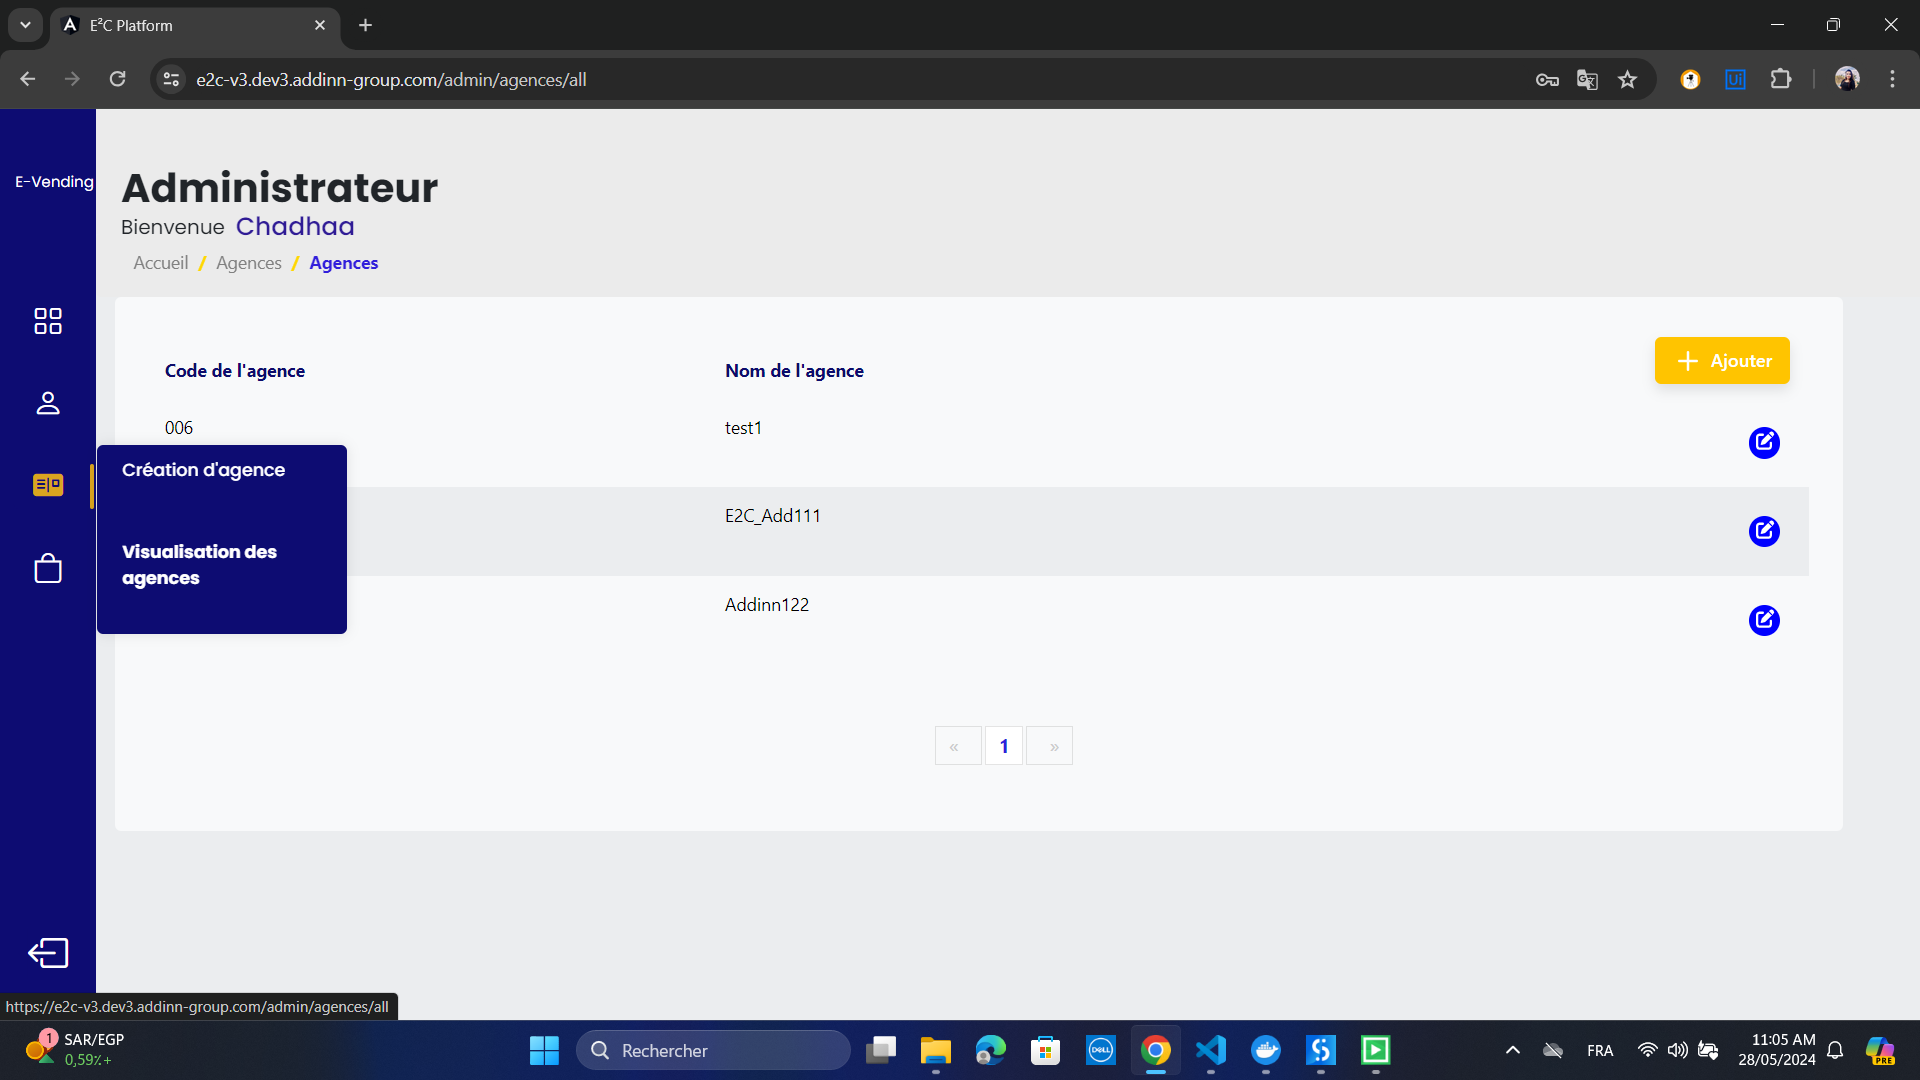 E²C Platform
e2c-v3.dev3.addinn-group.com/admin/agences/all
E-Vending
Administrateur
Bienvenue Chadhaa
Accueil / Agences / Agences
Code de l'agence
Nom de l'agence
Ajouter
006
test1
Création d'agence
E2C_Add111
Visualisation des
agences
Addinn122
« 1 »
https://e2c-v3.dev3.addinn-group.com/admin/agences/all
1
SAR/EGP
0,59%+
Rechercher
DELL
FRA
11:05 AM
28/05/2024
PRE